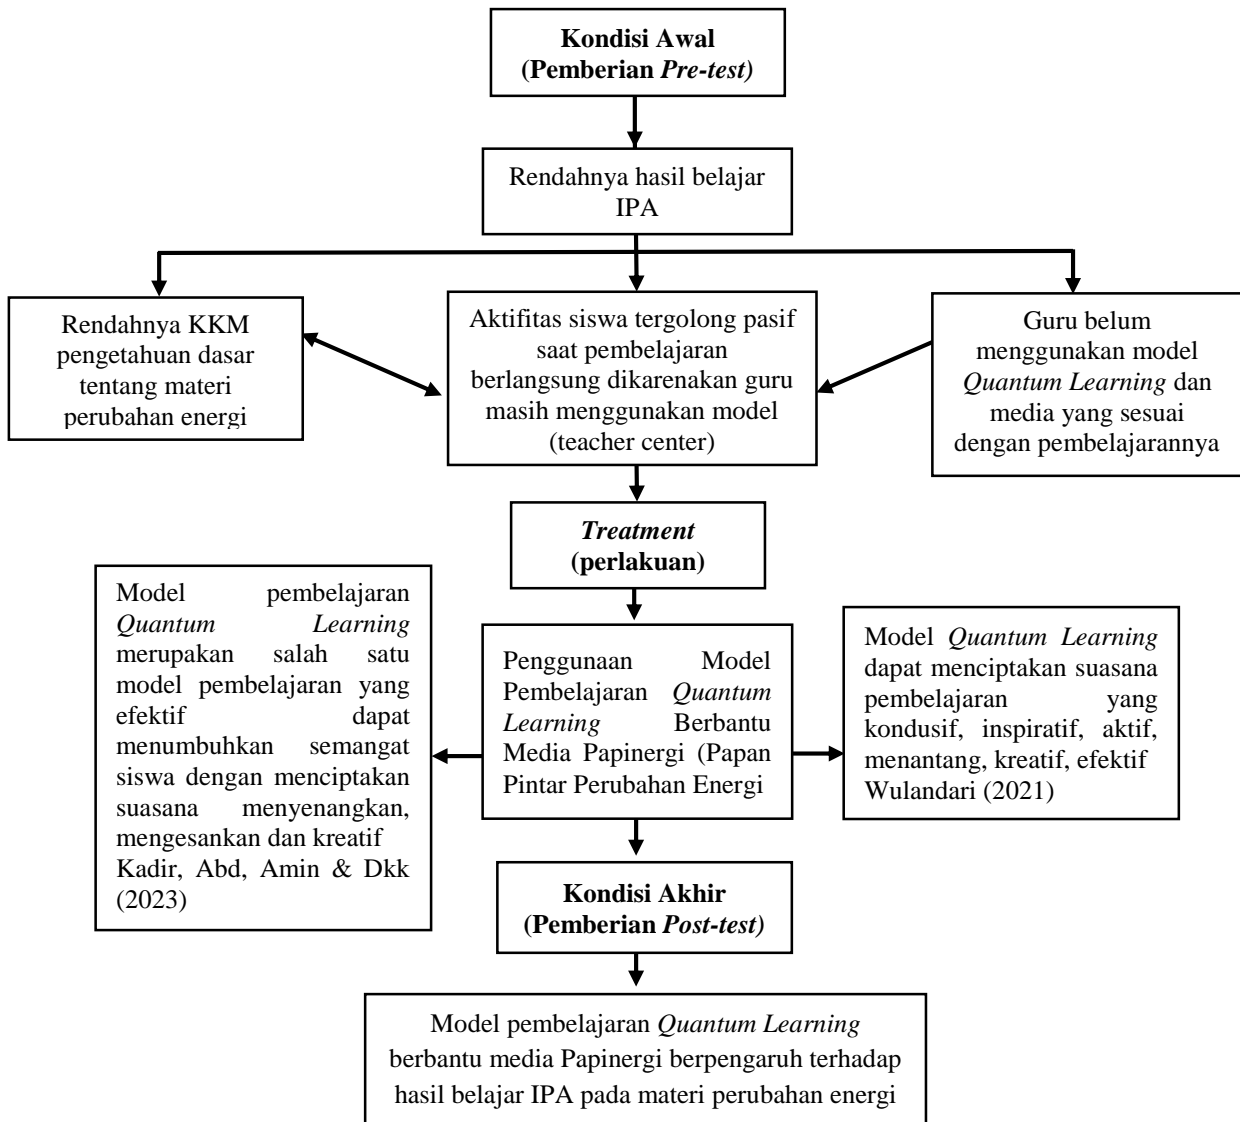 Kondisi Awal
(Pemberian Pre-test)
Rendahnya hasil belajar
IPA
Rendahnya KKM
pengetahuan dasar
tentang materi
perubahan energi
Aktifitas siswa tergolong pasif
saat pembelajaran
berlangsung dikarenakan guru
masih menggunakan model
(teacher center)
Guru belum
menggunakan model
Quantum Learning dan
media yang sesuai
dengan pembelajarannya
Treatment
(perlakuan)
Model pembelajaran
Quantum Learning
merupakan salah satu
model pembelajaran yang
efektif dapat
menumbuhkan semangat
siswa dengan menciptakan
suasana menyenangkan,
mengesankan dan kreatif
Kadir, Abd, Amin & Dkk
(2023)
Penggunaan Model
Pembelajaran Quantum
Learning Berbantu
Media Papinergi (Papan
Pintar Perubahan Energi
Model Quantum Learning
dapat menciptakan suasana
pembelajaran yang
kondusif, inspiratif, aktif,
menantang, kreatif, efektif
Wulandari (2021)
Kondisi Akhir
(Pemberian Post-test)
Model pembelajaran Quantum Learning
berbantu media Papinergi berpengaruh terhadap
hasil belajar IPA pada materi perubahan energi